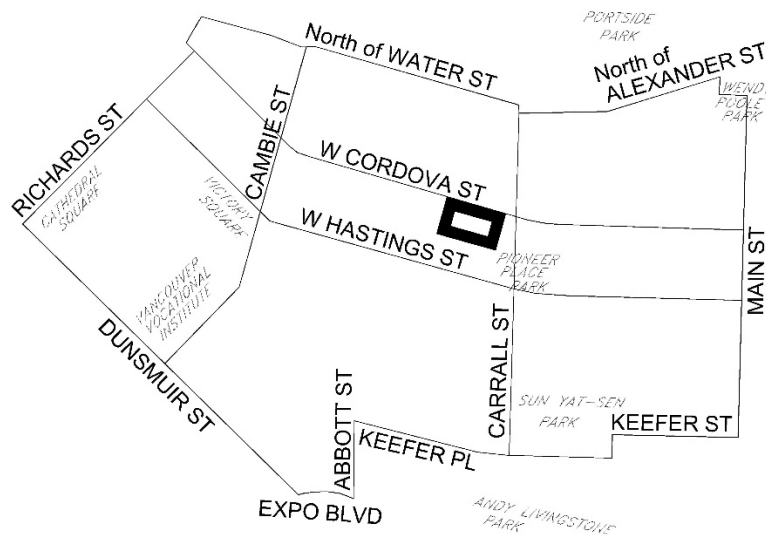 PORTSIDE
PARK
North of WATER ST
North of
ALEXANDER ST
WENDY
POOLE
PARK
RICHARDS ST
CAMBIE ST
W CORDOVA ST
CATHEDRAL
SQUARE
VICTORY
SQUARE
W HASTINGS ST
PIONEER
PLACE
PARK
MAIN ST
VANCOUVER
VOCATIONAL
INSTITUTE
DUNSMUIR ST
ABBOTT ST
CARRALL ST
SUN YAT-SEN
PARK
KEEFER ST
KEEFER PL
EXPO BLVD
ANDY LIVINGSTONE
PARK